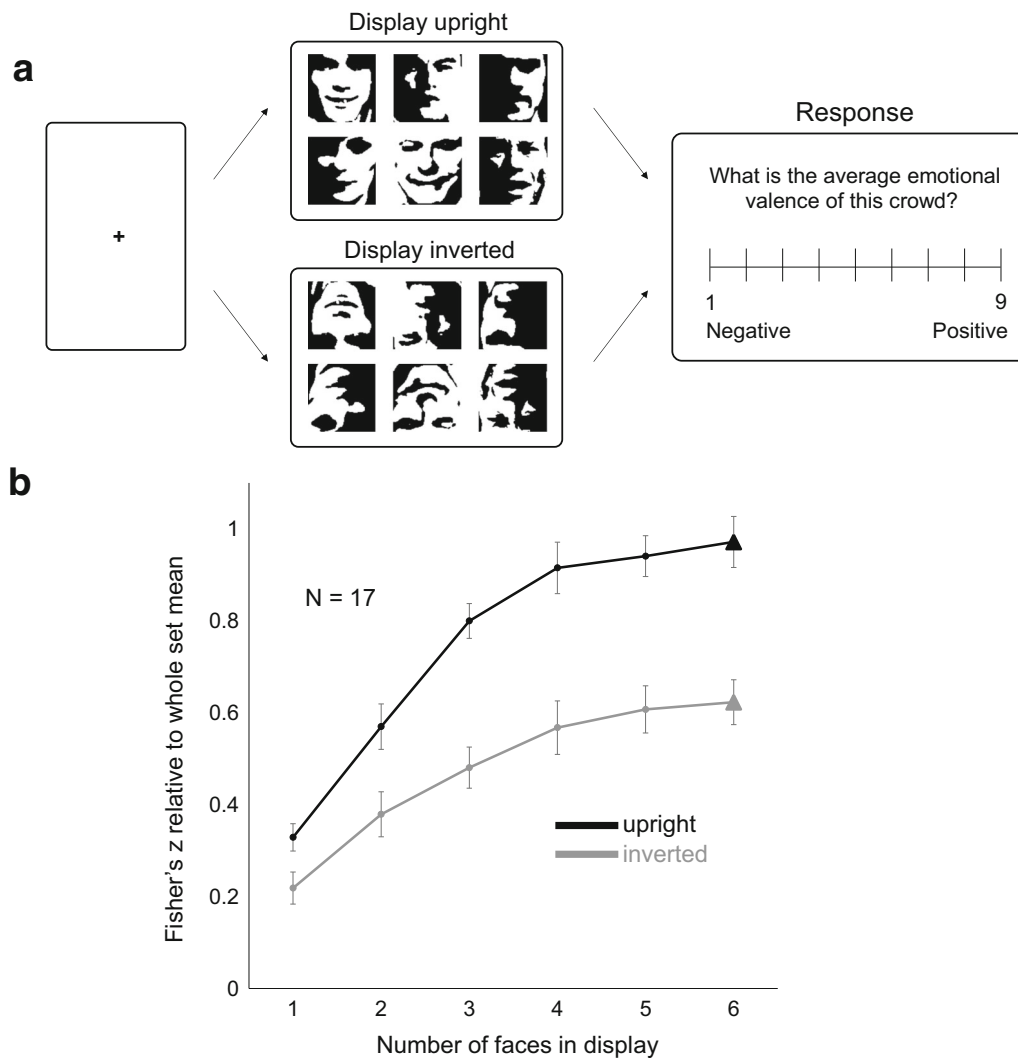 a
Display upright
Display inverted
+
Response
What is the average emotional
valence of this crowd?
1
9
Negative
Positive
b
Fisher's z relative to whole set mean
1
0.8
0.6
0.4
0.2
0
N = 17
upright
inverted
1 2 3 4 5 6
Number of faces in display